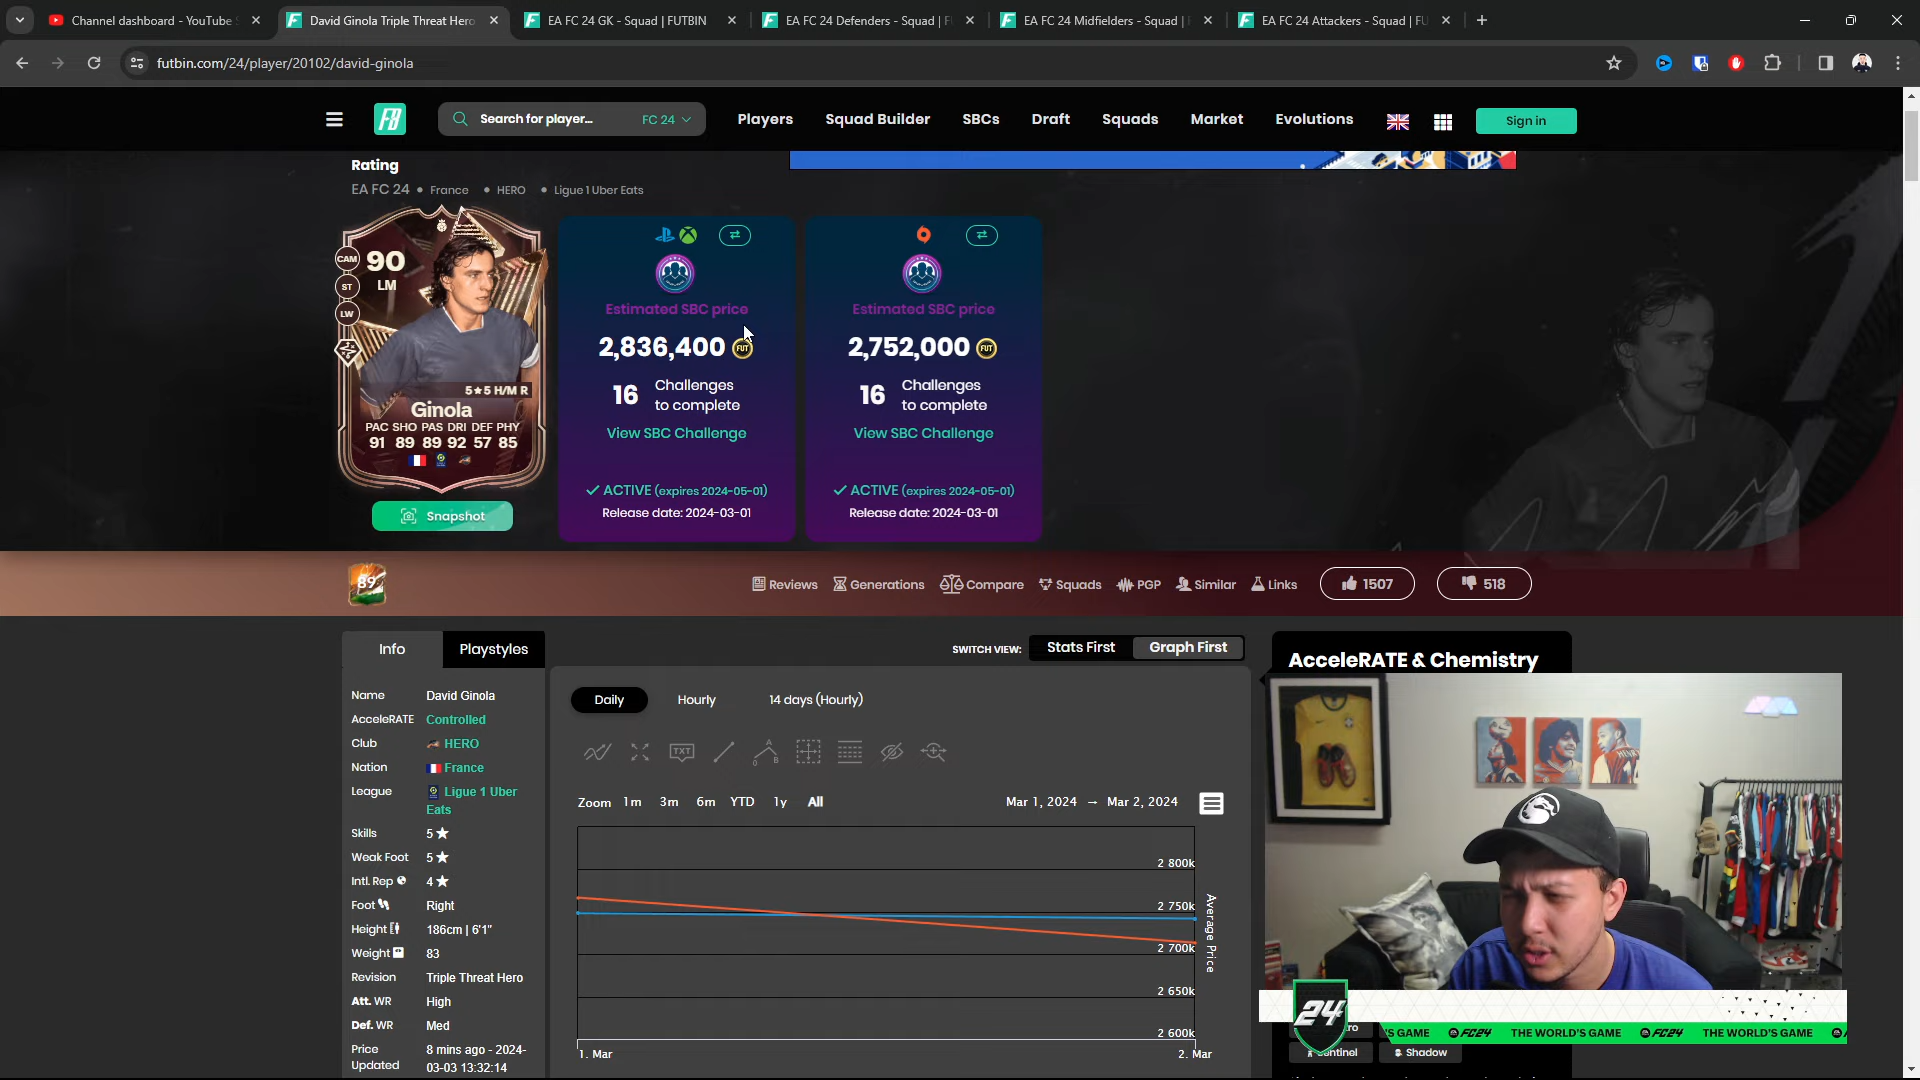 Channel dashboard - YouTube
David Ginola Triple Threat Hero
EA FC 24 GK - Squad | FUTBIN
EA FC 24 Defenders - Squad | F
EA FC 24 Midfielders - Squad |
EA FC 24 Attackers - Squad | FU
futbin.com/24/player/20102/david-ginola
Search for player... FC 24
Players Squad Builder SBCs Draft Squads Market Evolutions Sign in
Rating
EA FC 24 • France • HERO • Ligue 1 Uber Eats
CAM 90
LM
ST
LW
5★5 H/M R
Ginola
PAC SHO PAS DRI DEF PHY
91 89 89 92 57 85
Snapshot
Estimated SBC price
2,836,400 FUT
16 Challenges to complete
View SBC Challenge
ACTIVE (expires 2024-05-01)
Release date: 2024-03-01
Estimated SBC price
2,752,000 FUT
16 Challenges to complete
View SBC Challenge
ACTIVE (expires 2024-05-01)
Release date: 2024-03-01
89
Reviews Generations Compare Squads PGP Similar Links 1507 518
Info Playstyles
SWITCH VIEW: Stats First Graph First
AcceleRATE & Chemistry
Name David Ginola
AcceleRATE Controlled
Club HERO
Nation France
League Ligue 1 Uber
Eats
Skills 5★
Weak Foot 5★
Intl. Rep 4★
Foot Right
Height 186cm | 6'1"
Weight 83
Revision Triple Threat Hero
Att. WR High
Def. WR Med
Price 8 mins ago - 2024-
Updated 03-03 13:32:14
Daily Hourly 14 days (Hourly)
TXT
Zoom 1m 3m 6m YTD 1y All
Mar 1, 2024 → Mar 2, 2024
2 800k
2 750k
2 700k
2 650k
2 600k
Average Price
1. Mar 2. Mar
24
'S GAME EA FC24 THE WORLD'S GAME EA FC24 THE WORLD'S GAME
Shadow